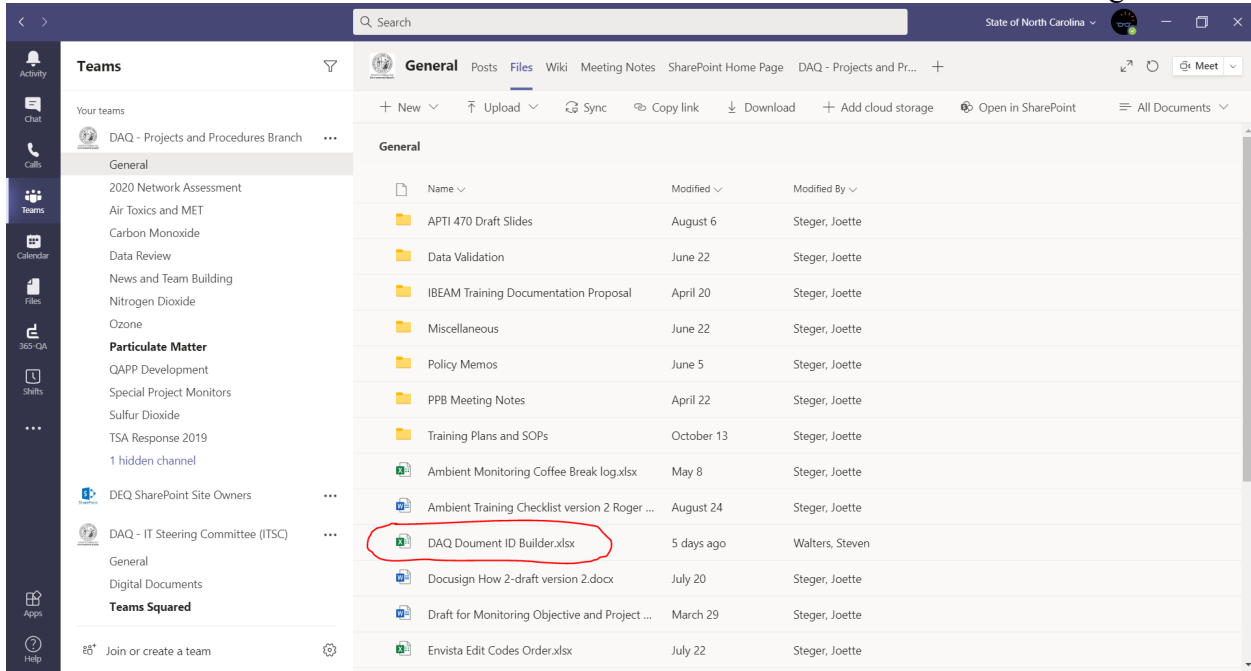 Search
State of North Carolina
Activity
Chat
Calls
Teams
Calendar
Files
365-QA
Shifts
Apps
Help
Teams
Your teams
DAQ - Projects and Procedures Branch
General
2020 Network Assessment
Air Toxics and MET
Carbon Monoxide
Data Review
News and Team Building
Nitrogen Dioxide
Ozone
Particulate Matter
QAPP Development
Special Project Monitors
Sulfur Dioxide
TSA Response 2019
1 hidden channel
DEQ SharePoint Site Owners
DAQ - IT Steering Committee (ITSC)
General
Digital Documents
Teams Squared
Join or create a team
General Posts Files Wiki Meeting Notes SharePoint Home Page DAQ - Projects and Pr... +
Meet
+ New Upload Sync Copy link Download + Add cloud storage Open in SharePoint All Documents
General
Name Modified Modified By
APTI 470 Draft Slides August 6 Steger, Joette
Data Validation June 22 Steger, Joette
IBEAM Training Documentation Proposal April 20 Steger, Joette
Miscellaneous June 22 Steger, Joette
Policy Memos June 5 Steger, Joette
PPB Meeting Notes April 22 Steger, Joette
Training Plans and SOPs October 13 Steger, Joette
Ambient Monitoring Coffee Break log.xlsx May 8 Steger, Joette
Ambient Training Checklist version 2 Roger ... August 24 Steger, Joette
DAQ Doument ID Builder.xlsx 5 days ago Walters, Steven
Docusign How 2-draft version 2.docx July 20 Steger, Joette
Draft for Monitoring Objective and Project ... March 29 Steger, Joette
Envista Edit Codes Order.xlsx July 22 Steger, Joette